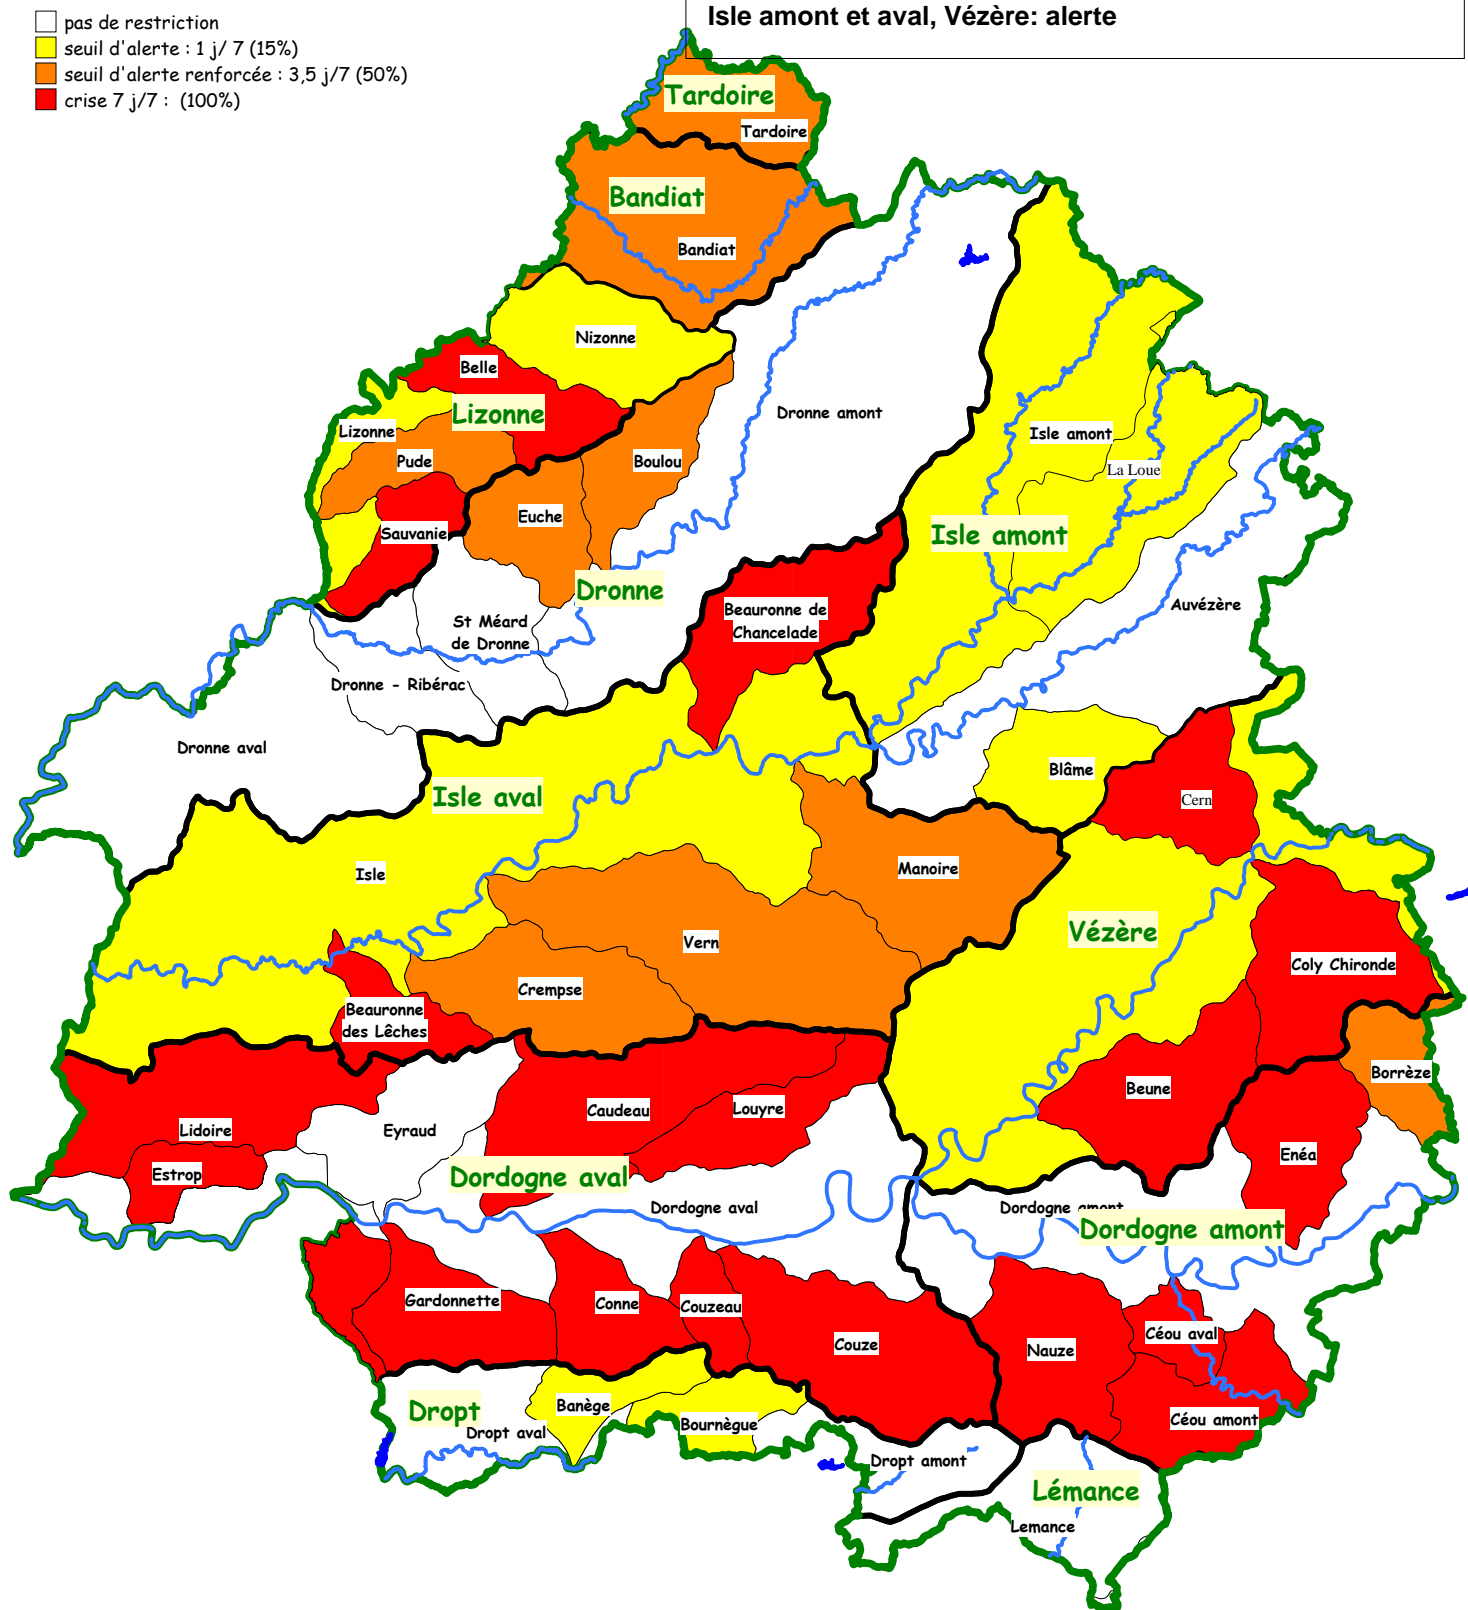 Isle amont et aval, Vézère: alerte
pas de restriction
seuil d'alerte : 1 j/ 7 (15%)
seuil d'alerte renforcée : 3,5 j/7 (50%)
crise 7 j/7 : (100%)
Tardoire
Tardoire
Bandiat
Bandiat
Nizonne
Belle
Lizonne
Dronne amont
Lizonne
Isle amont
Pude
Boulou
La Loue
Euche
Sauvanie
Isle amont
Dronne
Auvézère
Beauronne de
Chancelade
St Méard
de Dronne
Dronne - Ribérac
Dronne aval
Blâme
Isle aval
Cern
Manoire
Isle
Vézère
Vern
Coly Chironde
Crempse
Beauronne
des Lêches
Borrèze
Beune
Caudeau
Louyre
Lidoire
Eyraud
Enéa
Estrop
Dordogne aval
Dordogne aval
Dordogne amont
Dordogne amont
Gardonnette
Conne
Couzeau
Céou aval
Couze
Nauze
Banège
Dropt
Céou amont
Bournègue
Dropt aval
Dropt amont
Lémance
Lemance